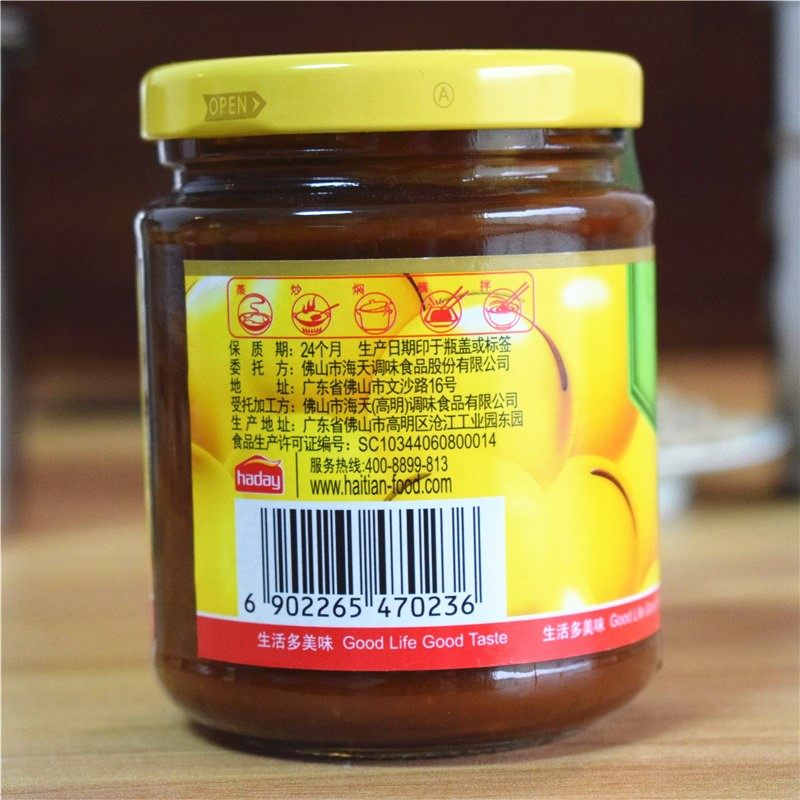 OPEN
A
蒸 炒 焖 蘸 拌
保 质 期: 24个月 生产日期印于瓶盖或标签
委 托 方: 佛山市海天调味食品股份有限公司
地 址: 广东省佛山市文沙路16号
受托加工方: 佛山市海天(高明)调味食品有限公司
生 产 地 址: 广东省佛山市高明区沧江工业园东园
食品生产许可证编号: SC10344060800014
haday
服务热线:400-8899-813
www.haitian-food.com
6 902265 470236
生活多美味 Good Life Good Taste
生活多美味 Good Life Good